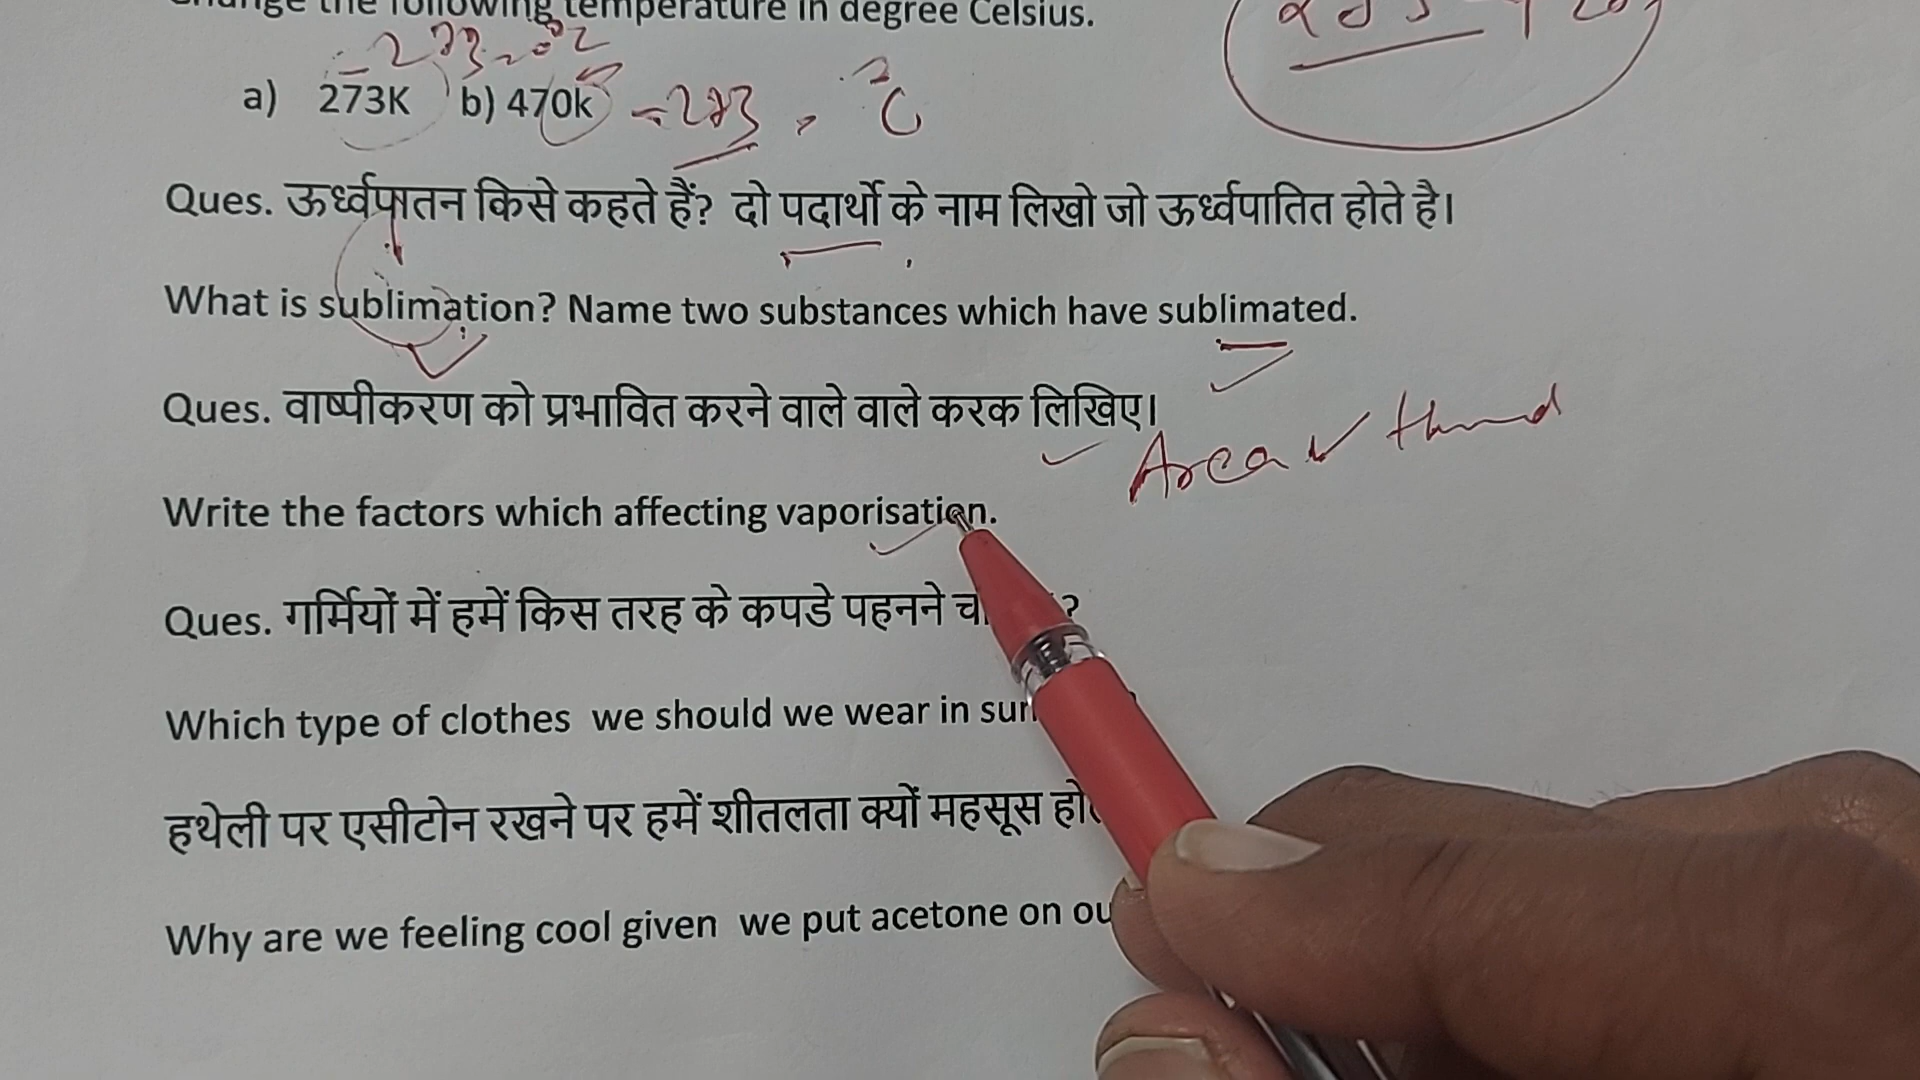 Change the following temperature in degree Celsius.
-273 = 0°C
a) 273K b) 470k - 273 = °C
Ques. ऊर्ध्वपातन किसे कहते हैं? दो पदार्थो के नाम लिखो जो ऊर्ध्वपातित होते है।
What is sublimation? Name two substances which have sublimated.
Ques. वाष्पीकरण को प्रभावित करने वाले वाले करक लिखिए।
Area
Write the factors which affecting vaporisation.
Ques. गर्मियों में हमें किस तरह के कपडे पहनने ?
Which type of clothes we should we wear in
हथेली पर एसीटोन रखने पर हमें शीतलता क्यों महसूस
Why are we feeling cool given we put acetone on